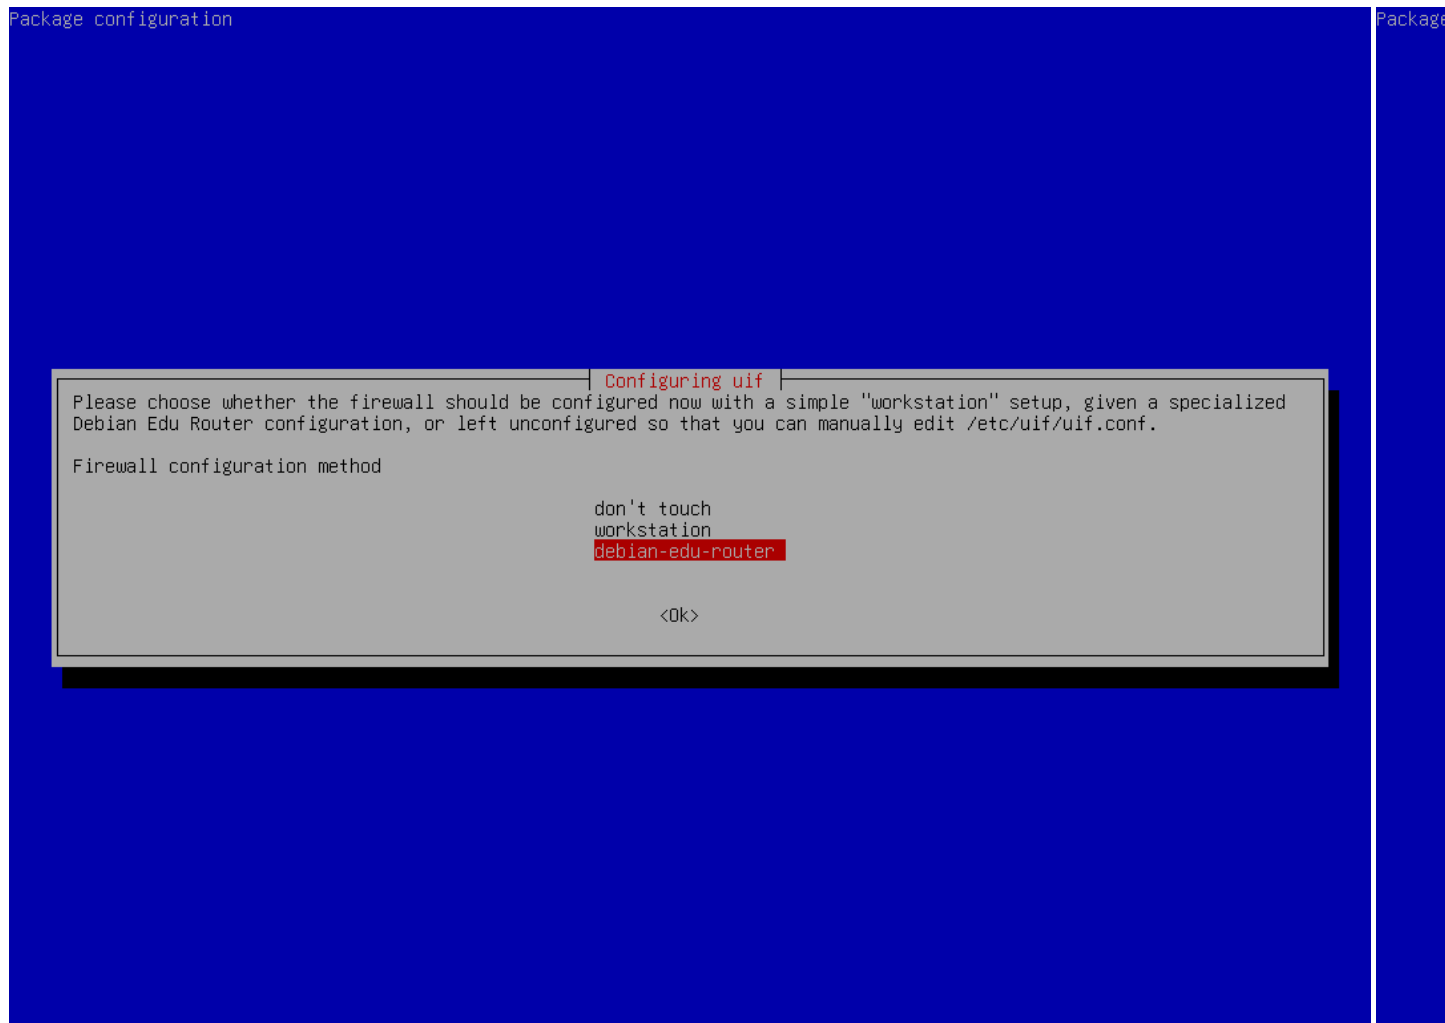 Package configuration
Package
Configuring uif
Please choose whether the firewall should be configured now with a simple "workstation" setup, given a specialized
Debian Edu Router configuration, or left unconfigured so that you can manually edit /etc/uif/uif.conf.
Firewall configuration method
don't touch
workstation
debian-edu-router
<Ok>